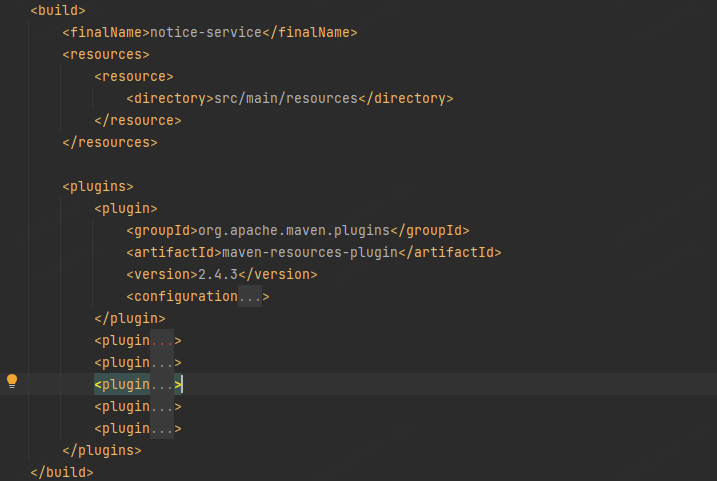 <build>
<finalName>notice-service</finalName>
<resources>
<resource>
<directory>src/main/resources</directory>
</resource>
</resources>
<plugins>
<plugin>
<groupId>org.apache.maven.plugins</groupId>
<artifactId>maven-resources-plugin</artifactId>
<version>2.4.3</version>
<configuration...>
</plugin>
<plugin...>
<plugin...>
<plugin...>
<plugin...>
<plugin...>
</plugins>
</build>